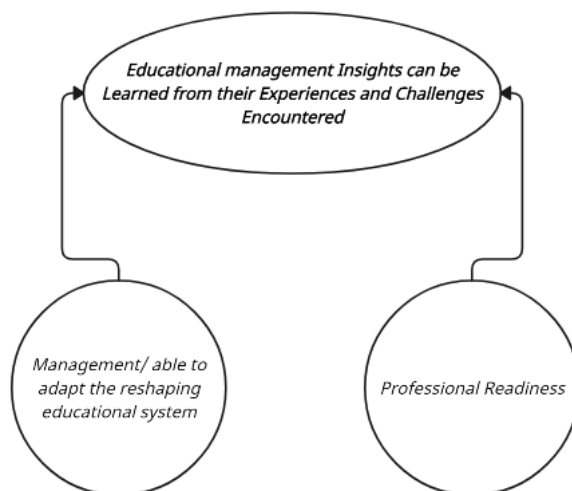 Educational management Insights can be
Learned from their Experiences and Challenges
Encountered
Management/ able to
adapt the reshaping
educational system
Professional Readiness